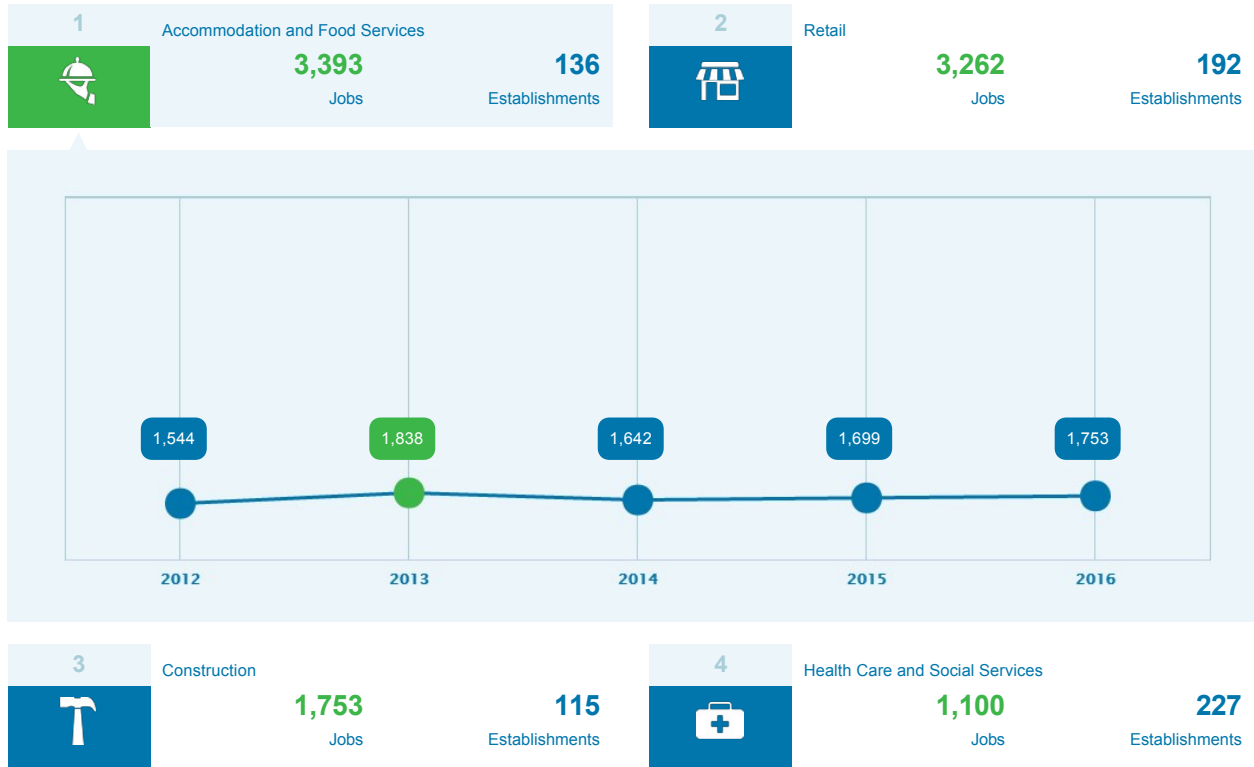 1
Accommodation and Food Services
3,393
136
Jobs
Establishments
2
Retail
3,262
192
Jobs
Establishments
1,544
1,838
1,642
1,699
1,753
2012
2013
2014
2015
2016
3
Construction
1,753
115
Jobs
Establishments
4
Health Care and Social Services
1,100
227
Jobs
Establishments